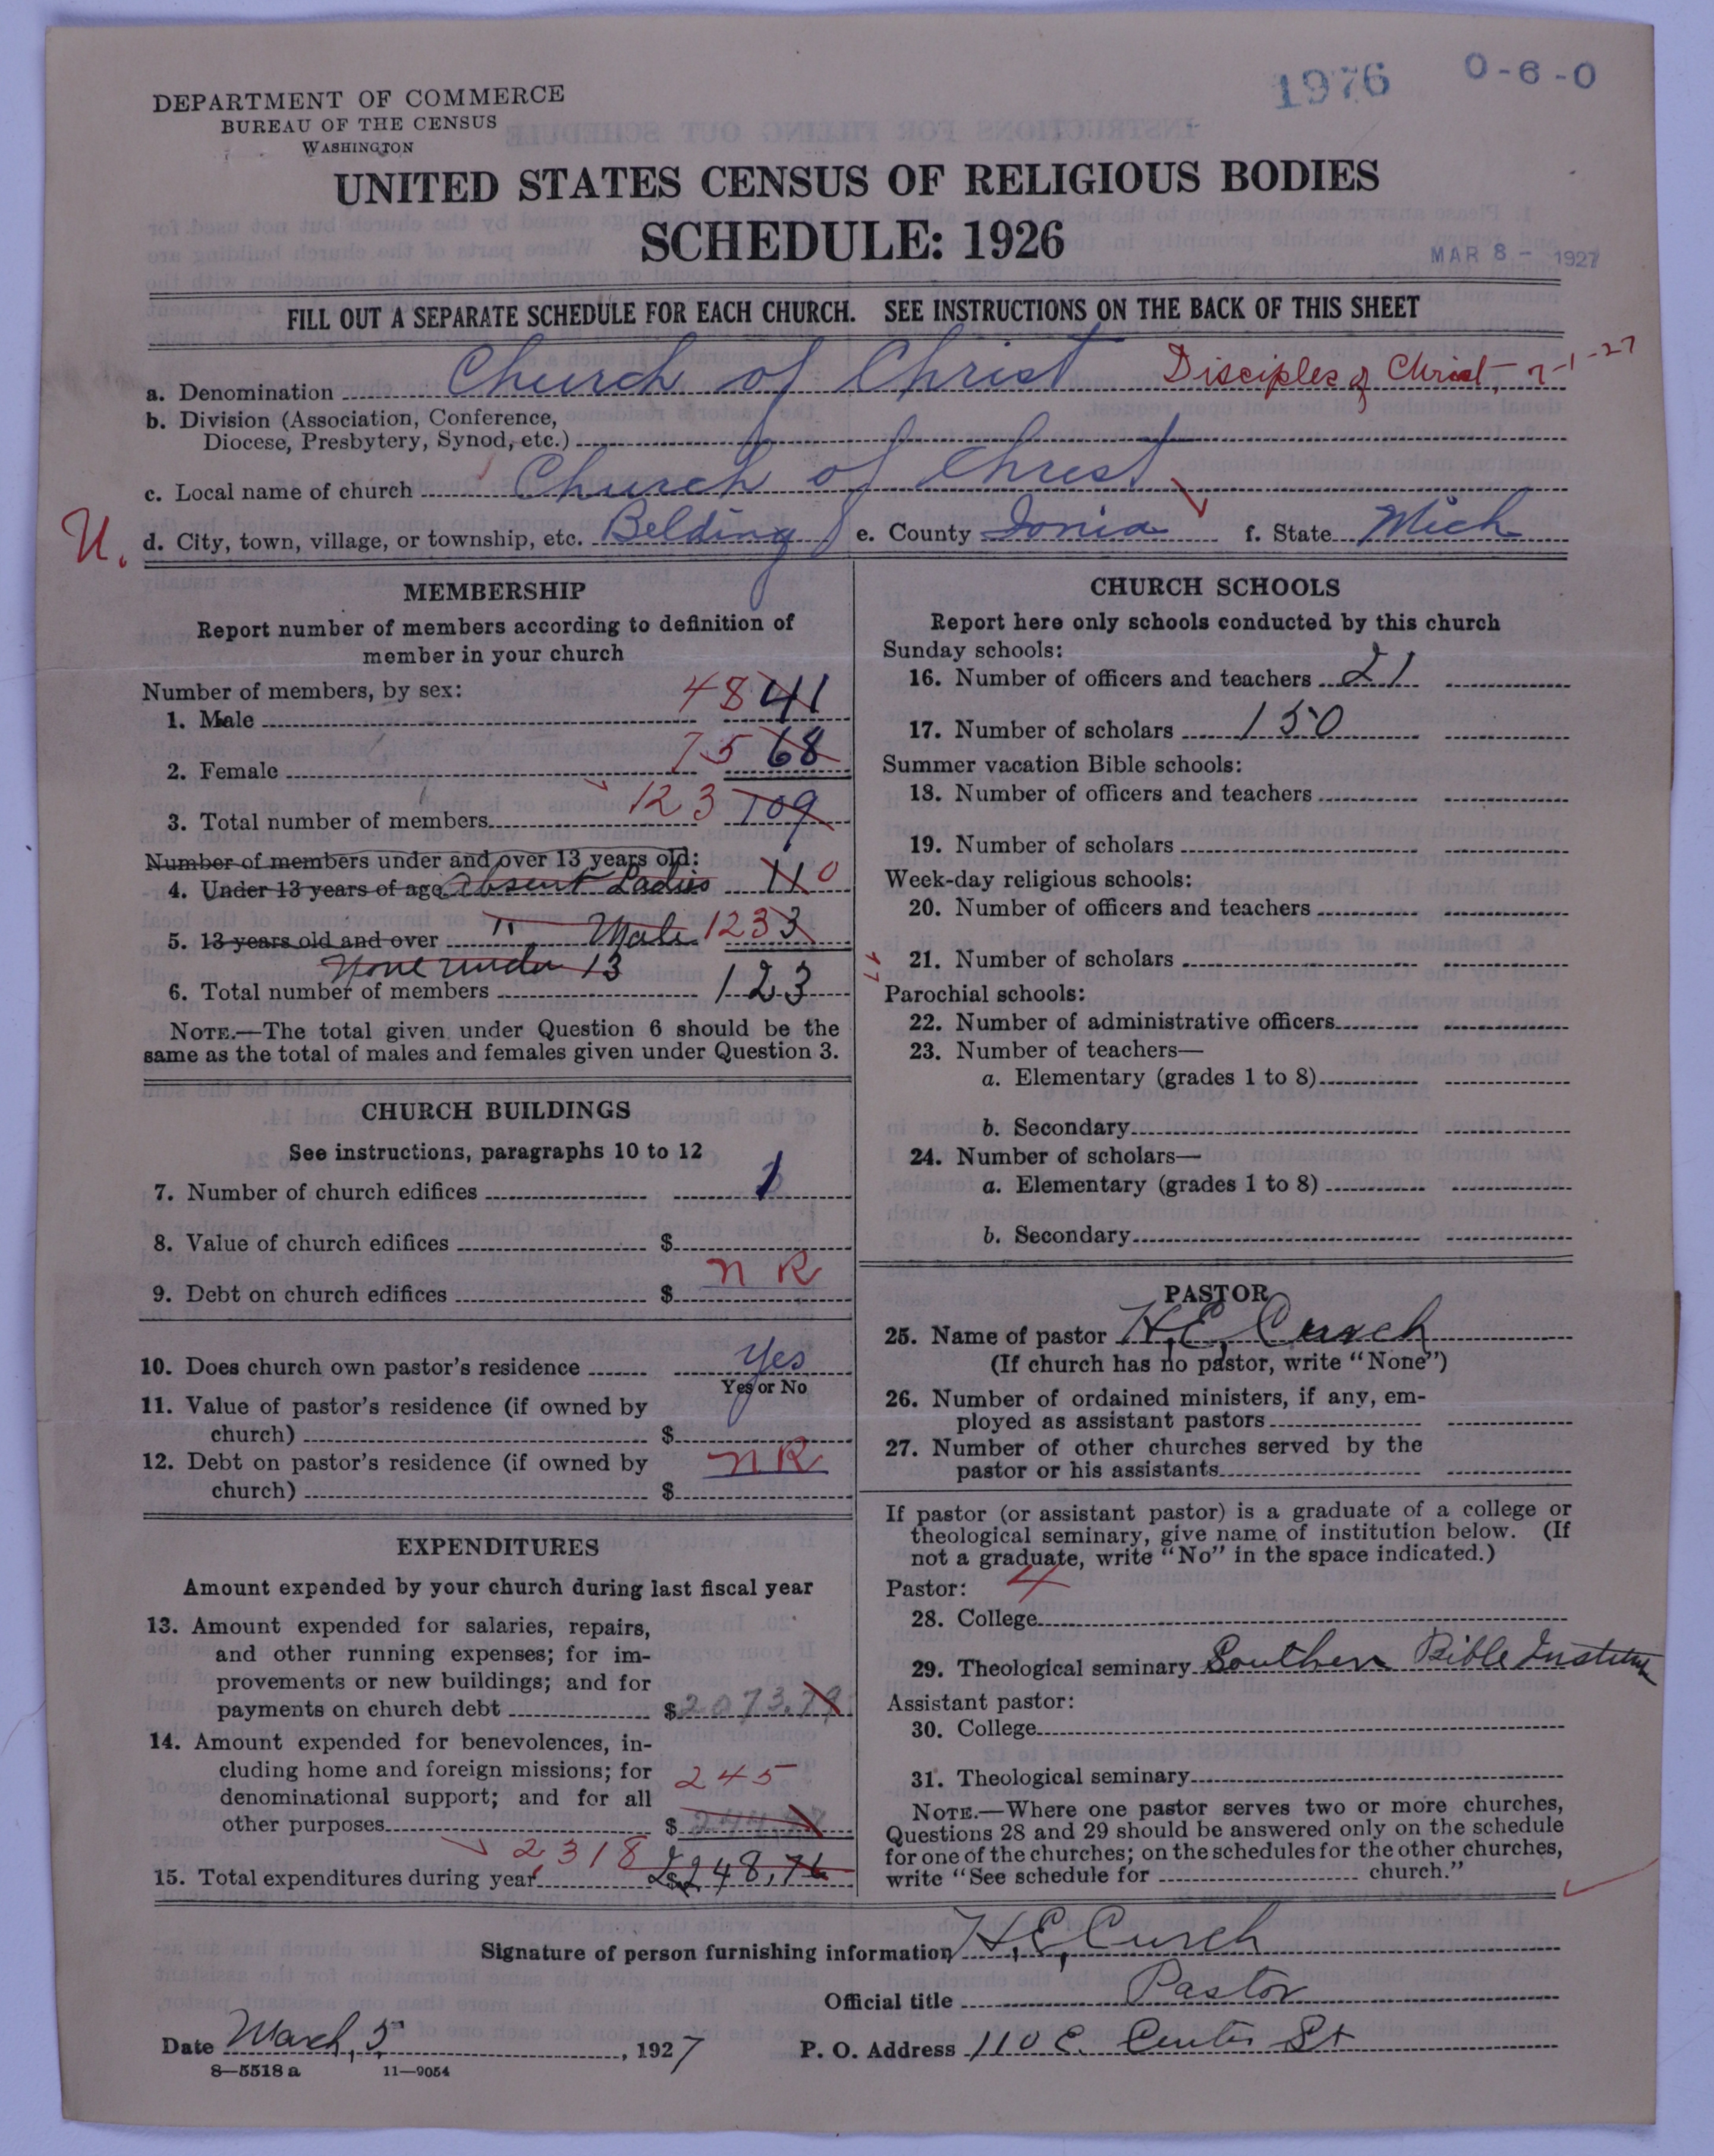 1976 0-6-0
DEPARTMENT OF COMMERCE
BUREAU OF THE CENSUS
WASHINGTON
UNITED STATES CENSUS OF RELIGIOUS BODIES
SCHEDULE: 1926
MAR 8 - 1927
FILL OUT A SEPARATE SCHEDULE FOR EACH CHURCH. SEE INSTRUCTIONS ON THE BACK OF THIS SHEET
a. Denomination Church of Christ Disciples of Christ, 7-1-27
b. Division (Association, Conference,
Diocese, Presbytery, Synod, etc.)
c. Local name of church Church of Christ
U. d. City, town, village, or township, etc. Belding e. County Ionia f. State Mich
MEMBERSHIP
Report number of members according to definition of
member in your church
Number of members, by sex:
1. Male 48 41
2. Female 75 68
3. Total number of members 123 109
Number of members under and over 13 years old:
4. Under 13 years of age Absent Ladies 11 0
5. 13 years old and over " Male 123 3
None under 13
6. Total number of members 123
NOTE.—The total given under Question 6 should be the
same as the total of males and females given under Question 3.
CHURCH BUILDINGS
See instructions, paragraphs 10 to 12
7. Number of church edifices 1
8. Value of church edifices $
9. Debt on church edifices $ NR
10. Does church own pastor's residence Yes
Yes or No
11. Value of pastor's residence (if owned by
church) $
12. Debt on pastor's residence (if owned by
church) $ NR
EXPENDITURES
Amount expended by your church during last fiscal year
13. Amount expended for salaries, repairs,
and other running expenses; for im-
provements or new buildings; and for
payments on church debt $ 2073.79
14. Amount expended for benevolences, in-
cluding home and foreign missions; for
denominational support; and for all 245
other purposes $
15. Total expenditures during year 2318 $ 2248,76
CHURCH SCHOOLS
Report here only schools conducted by this church
Sunday schools:
16. Number of officers and teachers 21
17. Number of scholars 150
Summer vacation Bible schools:
18. Number of officers and teachers
19. Number of scholars
Week-day religious schools:
20. Number of officers and teachers
21. Number of scholars
Parochial schools:
22. Number of administrative officers
23. Number of teachers—
a. Elementary (grades 1 to 8)
b. Secondary
24. Number of scholars—
a. Elementary (grades 1 to 8)
b. Secondary
PASTOR
25. Name of pastor H.E.
(If church has no pastor, write "None")
26. Number of ordained ministers, if any, em-
ployed as assistant pastors
27. Number of other churches served by the
pastor or his assistants
If pastor (or assistant pastor) is a graduate of a college or
theological seminary, give name of institution below. (If
not a graduate, write "No" in the space indicated.)
Pastor: 4
28. College
29. Theological seminary Southern Bible Institute
Assistant pastor:
30. College
31. Theological seminary
NOTE.—Where one pastor serves two or more churches,
Questions 28 and 29 should be answered only on the schedule
for one of the churches; on the schedules for the other churches,
write "See schedule for church."
Signature of person furnishing information H,E,
Official title Pastor
Date March, 5", 1927 P. O. Address 110 E. Center St
8—5518 a 11—9054